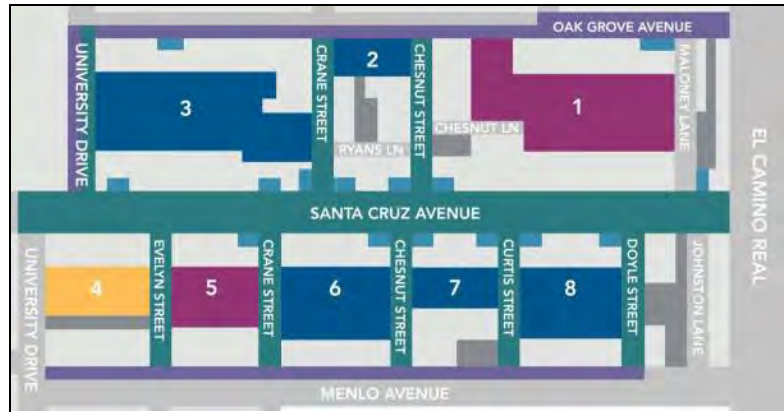 OAK GROVE AVENUE
UNIVERSITY DRIVE
3
CRANE STREET
2
CHESNUT STREET
1
MALONEY LANE
CHESNUT LN
RYANS LN
EL CAMINO REAL
SANTA CRUZ AVENUE
UNIVERSITY DRIVE
4
EVELYN STREET
5
CRANE STREET
6
CHESNUT STREET
7
CURTIS STREET
8
DOYLE STREET
JOHNSTON LANE
MENLO AVENUE